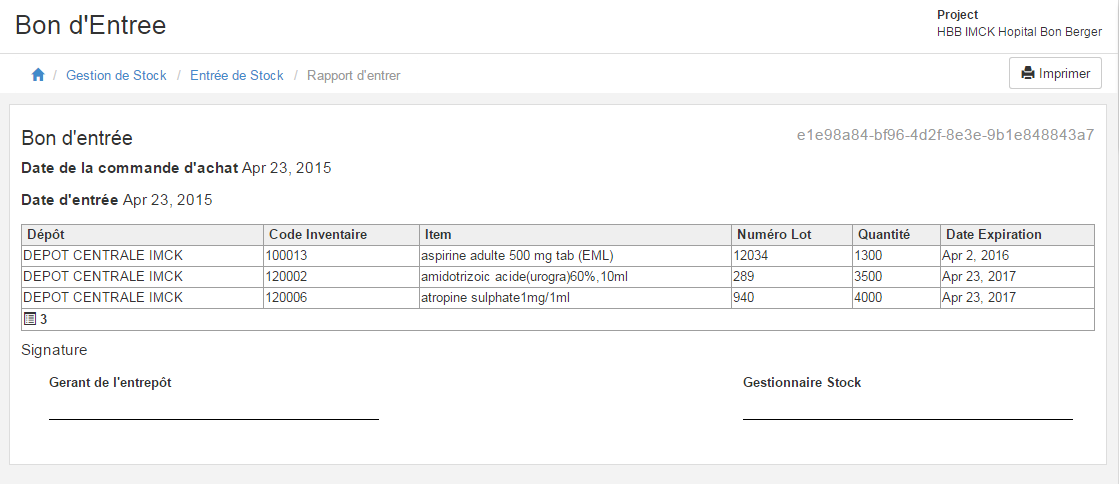 Bon d'Entree
Project
HBB IMCK Hopital Bon Berger
/ Gestion de Stock / Entrée de Stock / Rapport d'entrer
Imprimer
Bon d'entrée
e1e98a84-bf96-4d2f-8e3e-9b1e848843a7
Date de la commande d'achat Apr 23, 2015
Date d'entrée Apr 23, 2015
Dépôt Code Inventaire Item Numéro Lot Quantité Date Expiration
DEPOT CENTRALE IMCK 100013 aspirine adulte 500 mg tab (EML) 12034 1300 Apr 2, 2016
DEPOT CENTRALE IMCK 120002 amidotrizoic acide(urogra)60%,10ml 289 3500 Apr 23, 2017
DEPOT CENTRALE IMCK 120006 atropine sulphate1mg/1ml 940 4000 Apr 23, 2017
3
Signature
Gerant de l'entrepôt Gestionnaire Stock